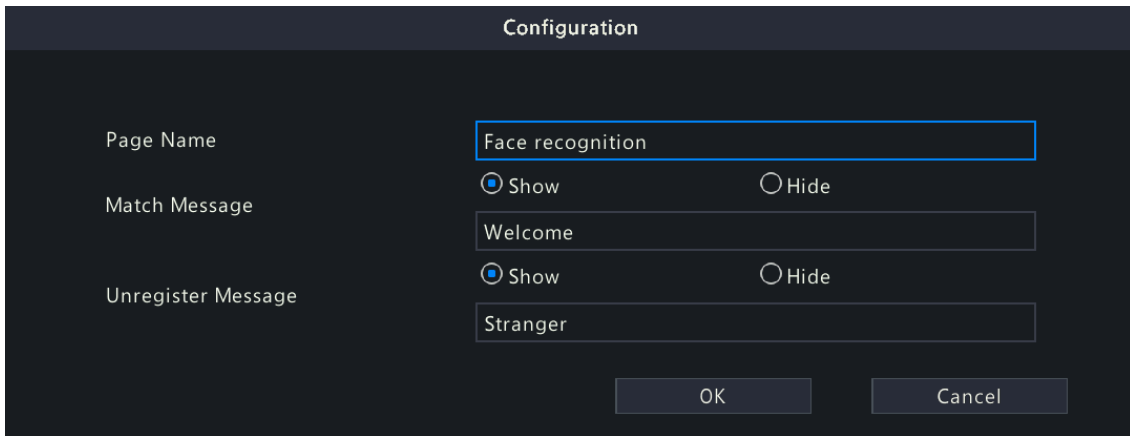 Configuration
Page Name
Face recognition
Show Hide
Match Message
Welcome
Show Hide
Unregister Message
Stranger
OK Cancel